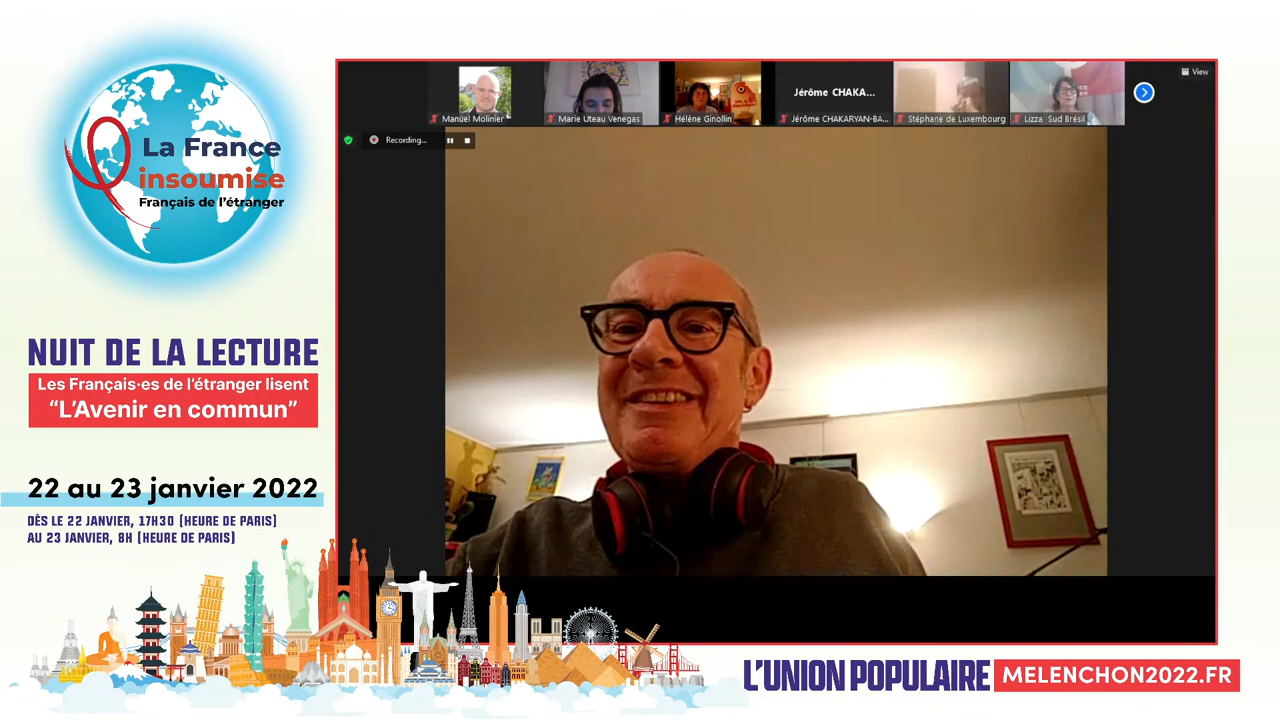 La France
insoumise
Français de l'étranger
NUIT DE LA LECTURE
Les Français·es de l'étranger lisent
“L'Avenir en commun”
22 au 23 janvier 2022
DÈS LE 22 JANVIER, 17H30 (HEURE DE PARIS)
AU 23 JANVIER, 8H (HEURE DE PARIS)
Manuel Molinier
Marie Uteau Venegas
Hélène Ginollin
Jérôme CHAKA...
Jérôme CHAKARYAN-BA...
Stéphane de Luxembourg
Lizza Sud Brésil
View
Recording...
L'UNION POPULAIRE
MELENCHON2022.FR